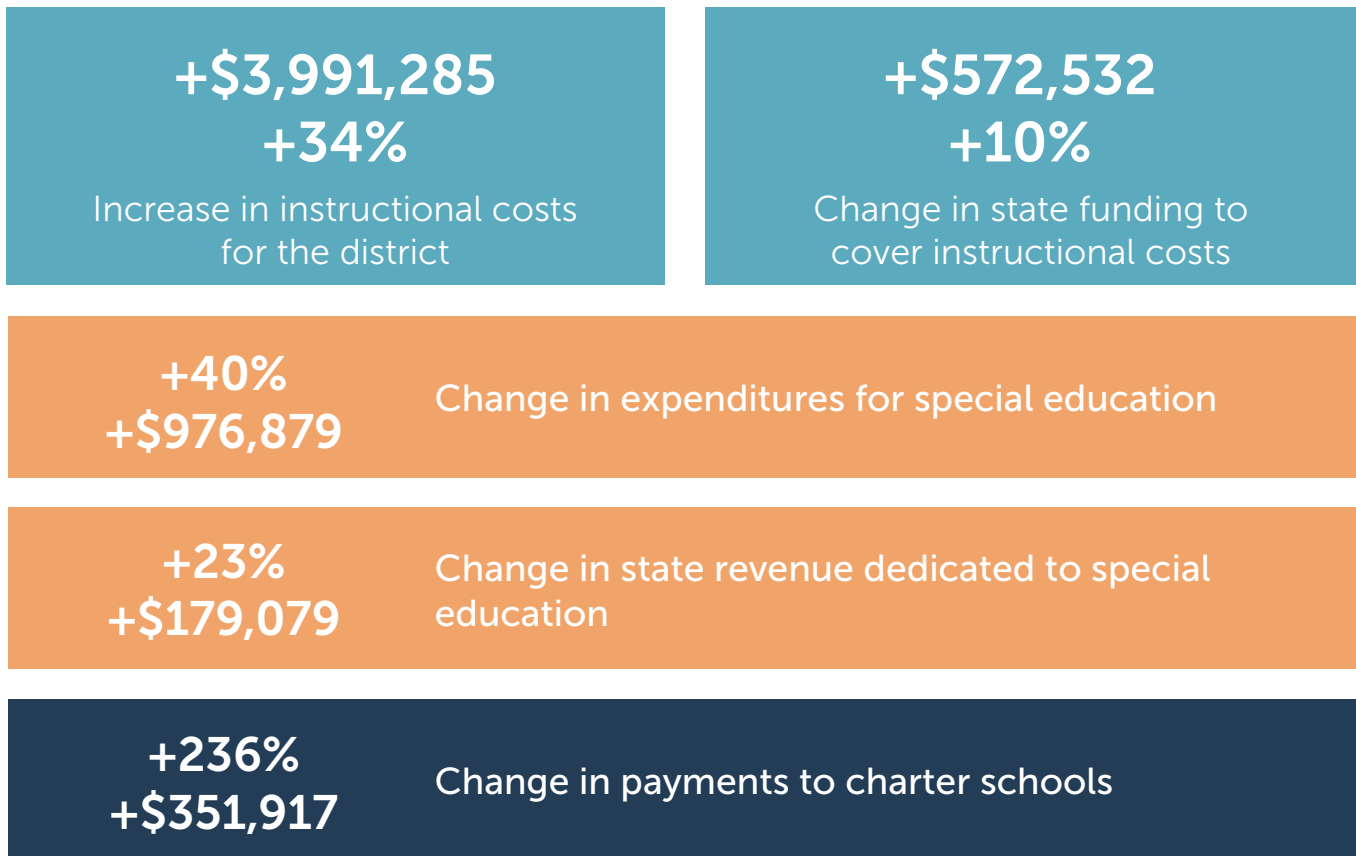 +$3,991,285
+34%
Increase in instructional costs
for the district
+$572,532
+10%
Change in state funding to
cover instructional costs
+40%
+$976,879
Change in expenditures for special education
+23%
+$179,079
Change in state revenue dedicated to special
education
+236%
+$351,917
Change in payments to charter schools